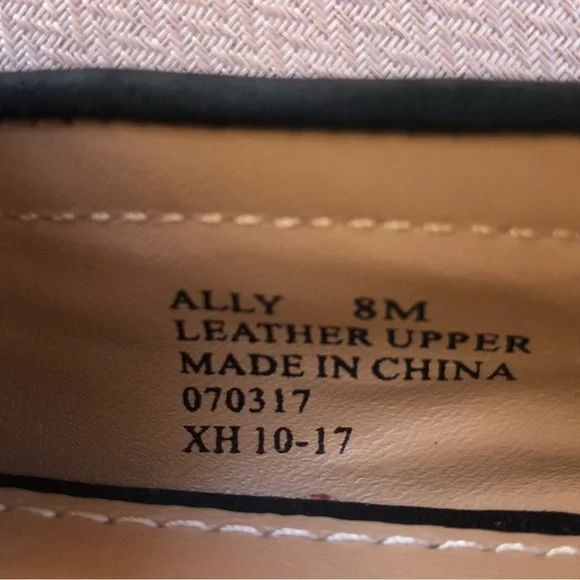 ALLY 8M
LEATHER UPPER
MADE IN CHINA
070317
XH 10-17